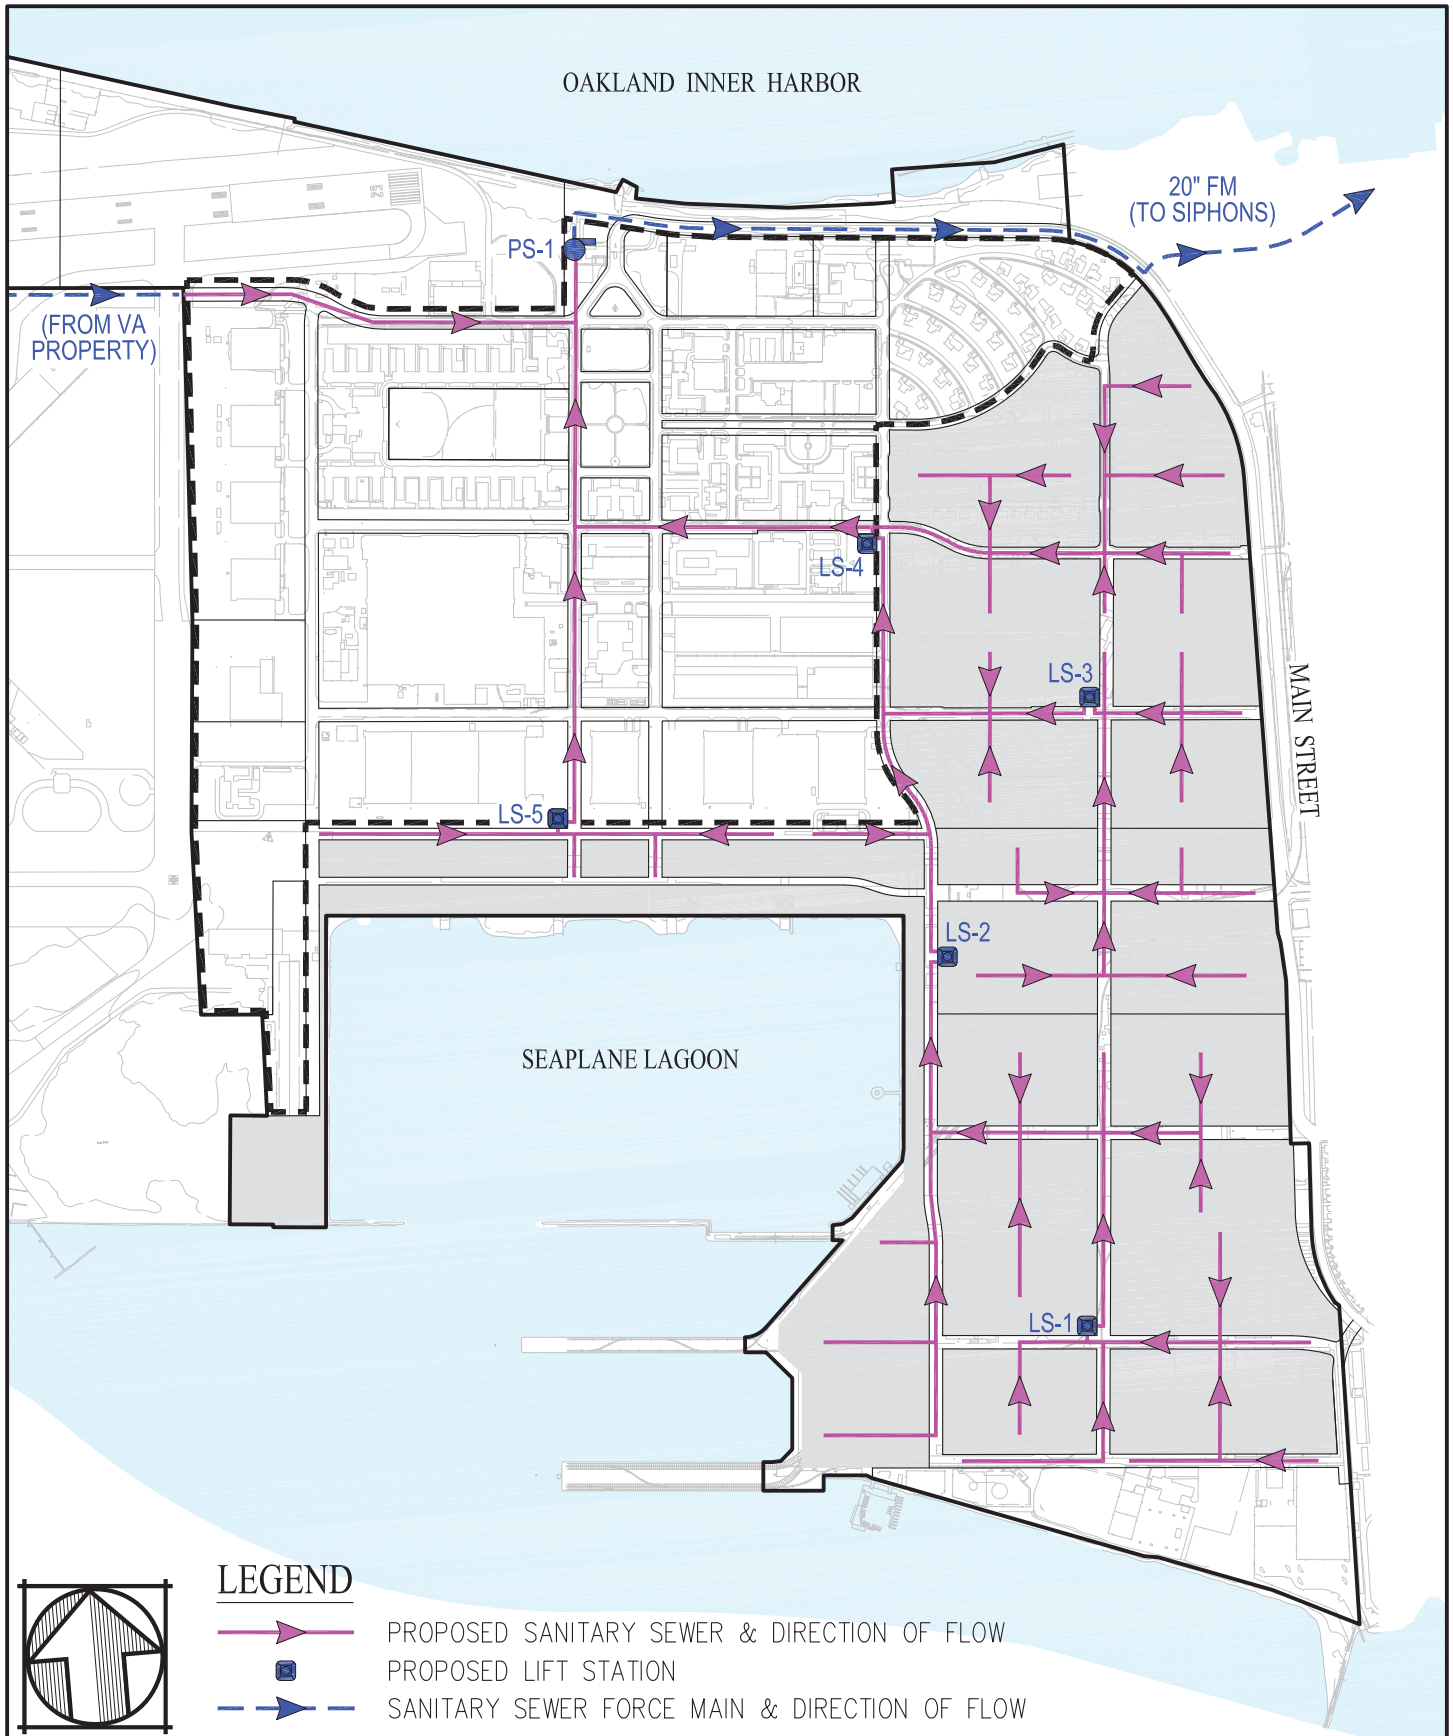 OAKLAND INNER HARBOR
20" FM
(TO SIPHONS)
PS-1
(FROM VA
PROPERTY)
LS-4
LS-3
MAIN STREET
LS-5
LS-2
SEAPLANE LAGOON
LS-1
LEGEND
PROPOSED SANITARY SEWER & DIRECTION OF FLOW
PROPOSED LIFT STATION
SANITARY SEWER FORCE MAIN & DIRECTION OF FLOW